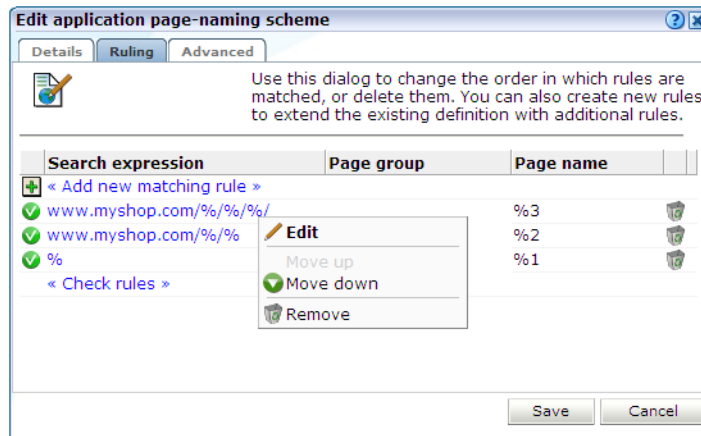 Edit application page-naming scheme ?
Details Ruling Advanced
Use this dialog to change the order in which rules are
matched, or delete them. You can also create new rules
to extend the existing definition with additional rules.
Search expression Page group Page name
« Add new matching rule »
www.myshop.com/%/%/%/ %3
www.myshop.com/%/% %2
% %1
« Check rules »
Edit
Move up
Move down
Remove
Save Cancel